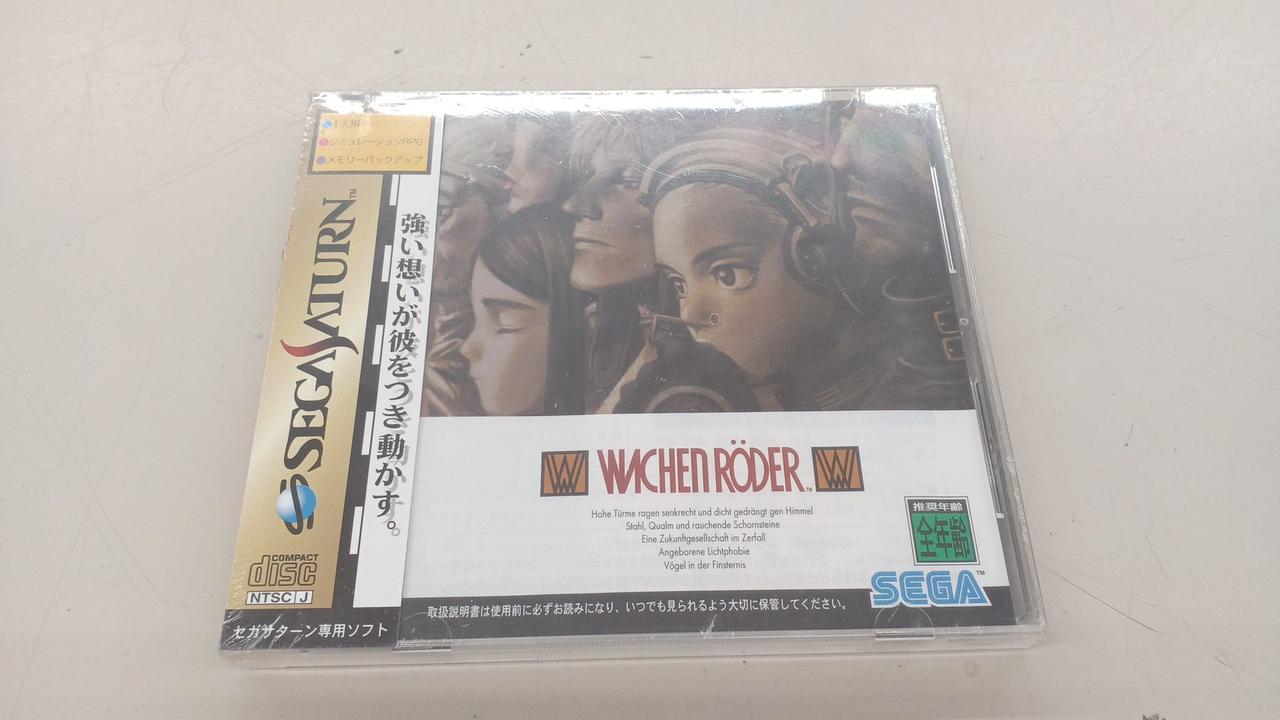 1人用
シミュレーションRPG
メモリーバックアップ
SEGA SATURN™
COMPACT
disc
NTSC J
セガサターン専用ソフト
強い想いが彼をつき動かす。
WACHENRÖDER™
Hohe Türme ragen senkrecht und dicht gedrängt gen Himmel
Stahl, Qualm und rauchende Schornsteine
Eine Zukunftgesellschaft im Zerfall
Angeborene Lichtphobie
Vögel in der Finsternis
推奨年齢
全年齢
SEGA™
取扱説明書は使用前に必ずお読みになり、いつでも見られるよう大切に保管してください。